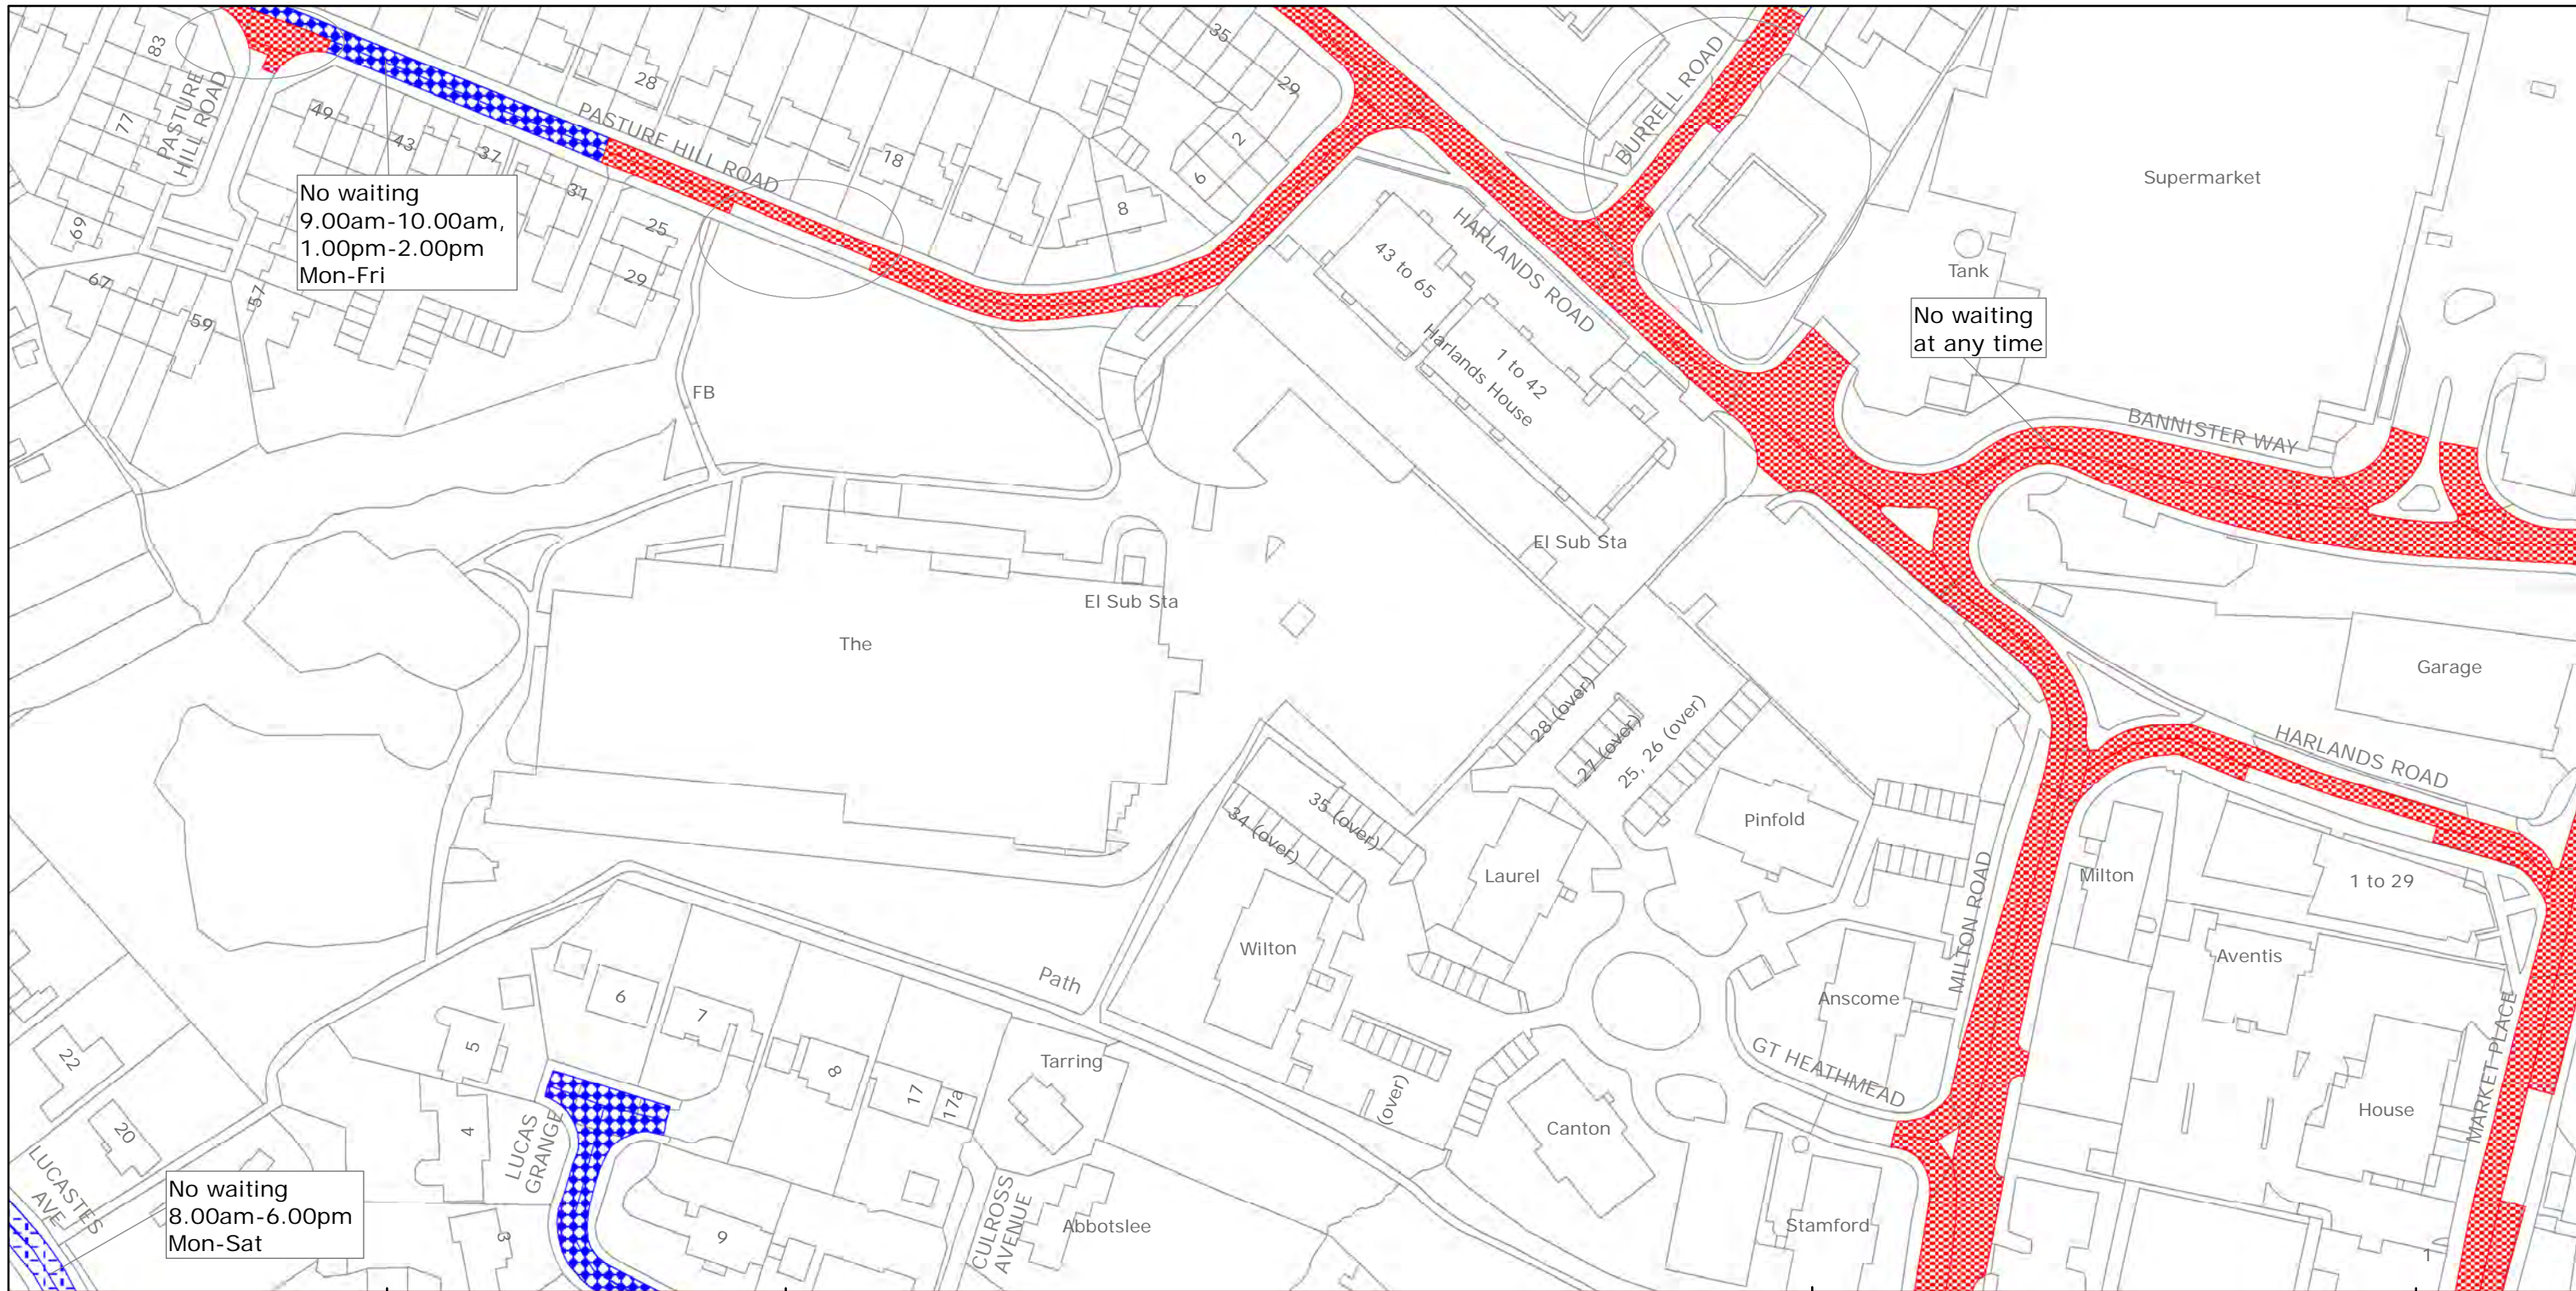 83
77
PASTURE
HILL ROAD
69
67
59
57
49
43
37
31
25
29
28
PASTURE HILL ROAD
18
8
6
2
29
35
No waiting
9.00am-10.00am,
1.00pm-2.00pm
Mon-Fri
FB
BURRELL ROAD
HARLANDS ROAD
43 to 65
1 to 42
Harlands House
Supermarket
Tank
No waiting
at any time
BANNISTER WAY
El Sub Sta
El Sub Sta
The
Garage
HARLANDS ROAD
28 (over)
27 (over)
25, 26 (over)
35 (over)
34 (over)
Pinfold
Laurel
Wilton
Milton
1 to 29
Aventis
MILTON ROAD
Anscome
GT HEATHMEAD
House
MARKET PLACE
Path
(over)
Canton
Stamford
1
6
7
5
8
17
17a
Tarring
4
LUCAS
GRANGE
22
20
LUCASTES
AVE
No waiting
8.00am-6.00pm
Mon-Sat
3
9
CULROSS
AVENUE
Abbotslee